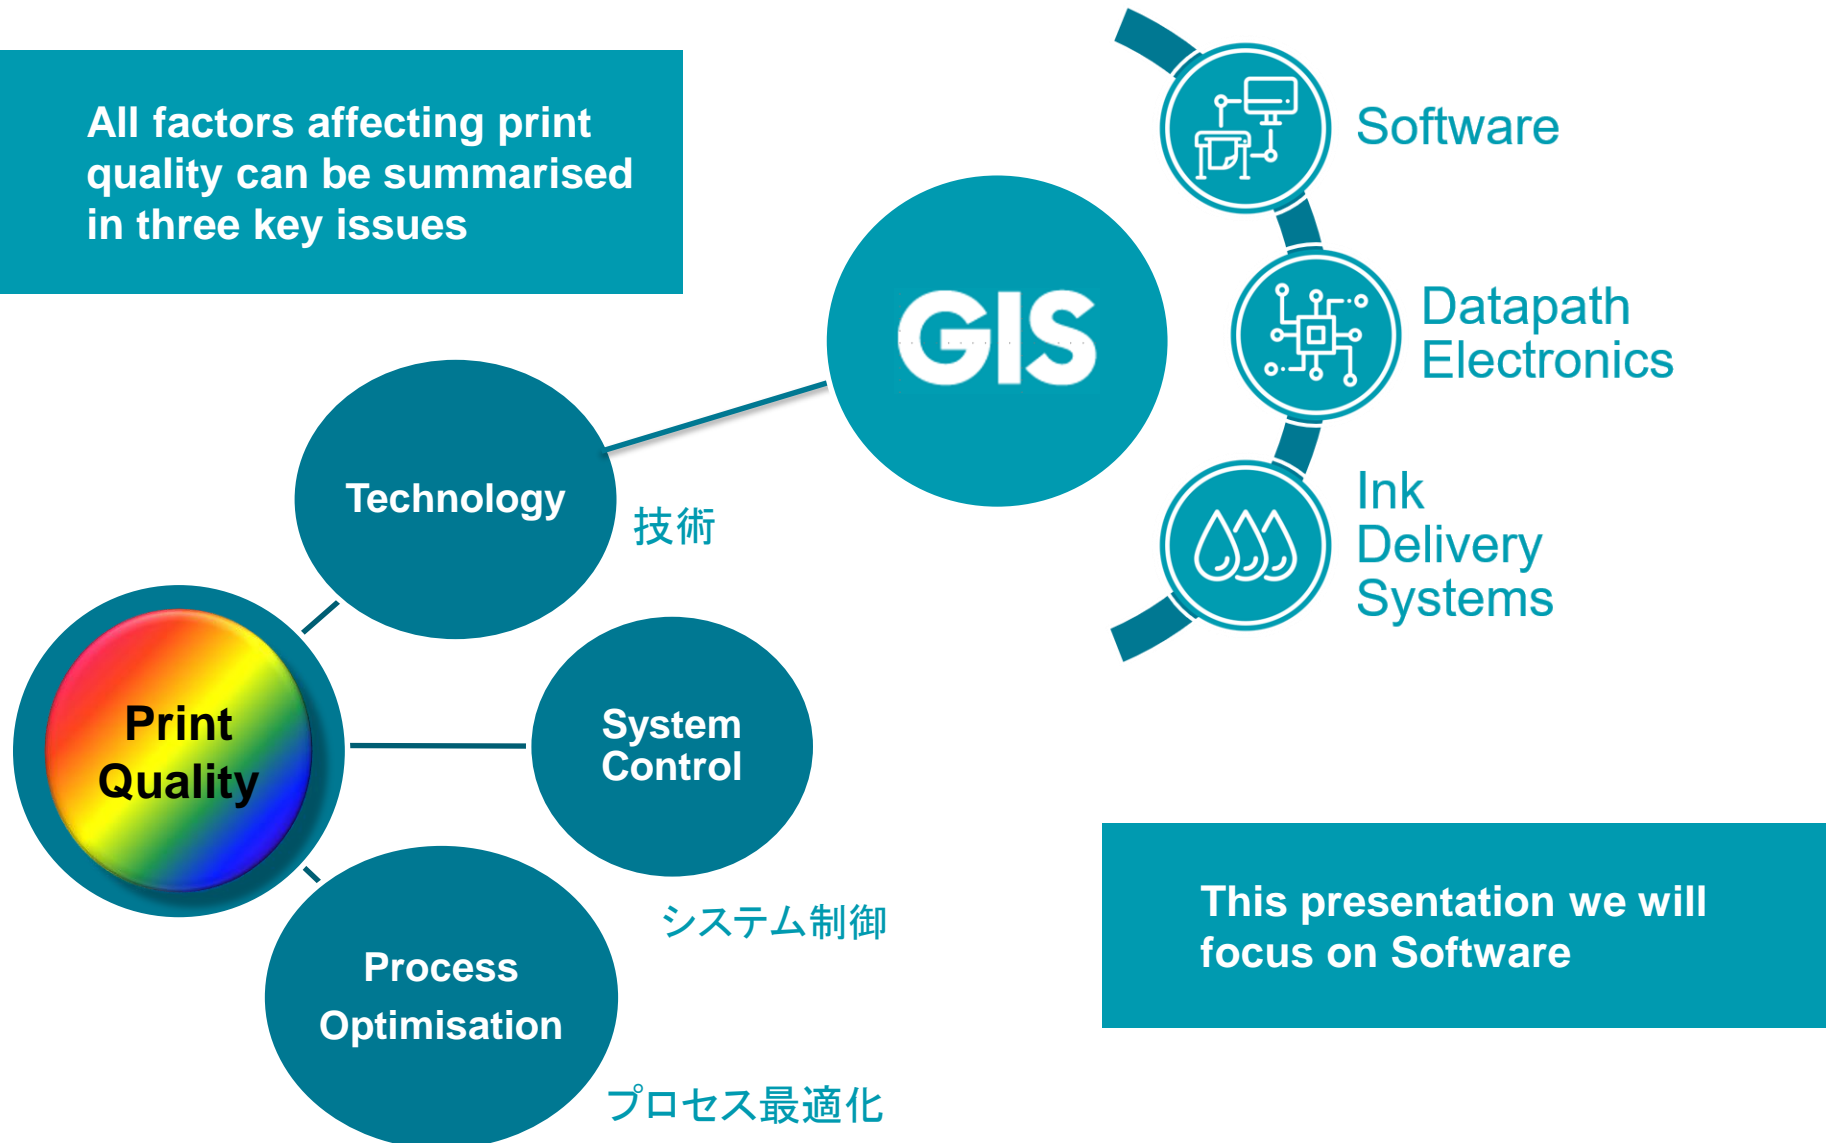 All factors affecting print
quality can be summarised
in three key issues
GIS
Software
Datapath
Electronics
Ink
Delivery
Systems
Technology
技術
Print
Quality
System
Control
システム制御
Process
Optimisation
プロセス最適化
This presentation we will
focus on Software